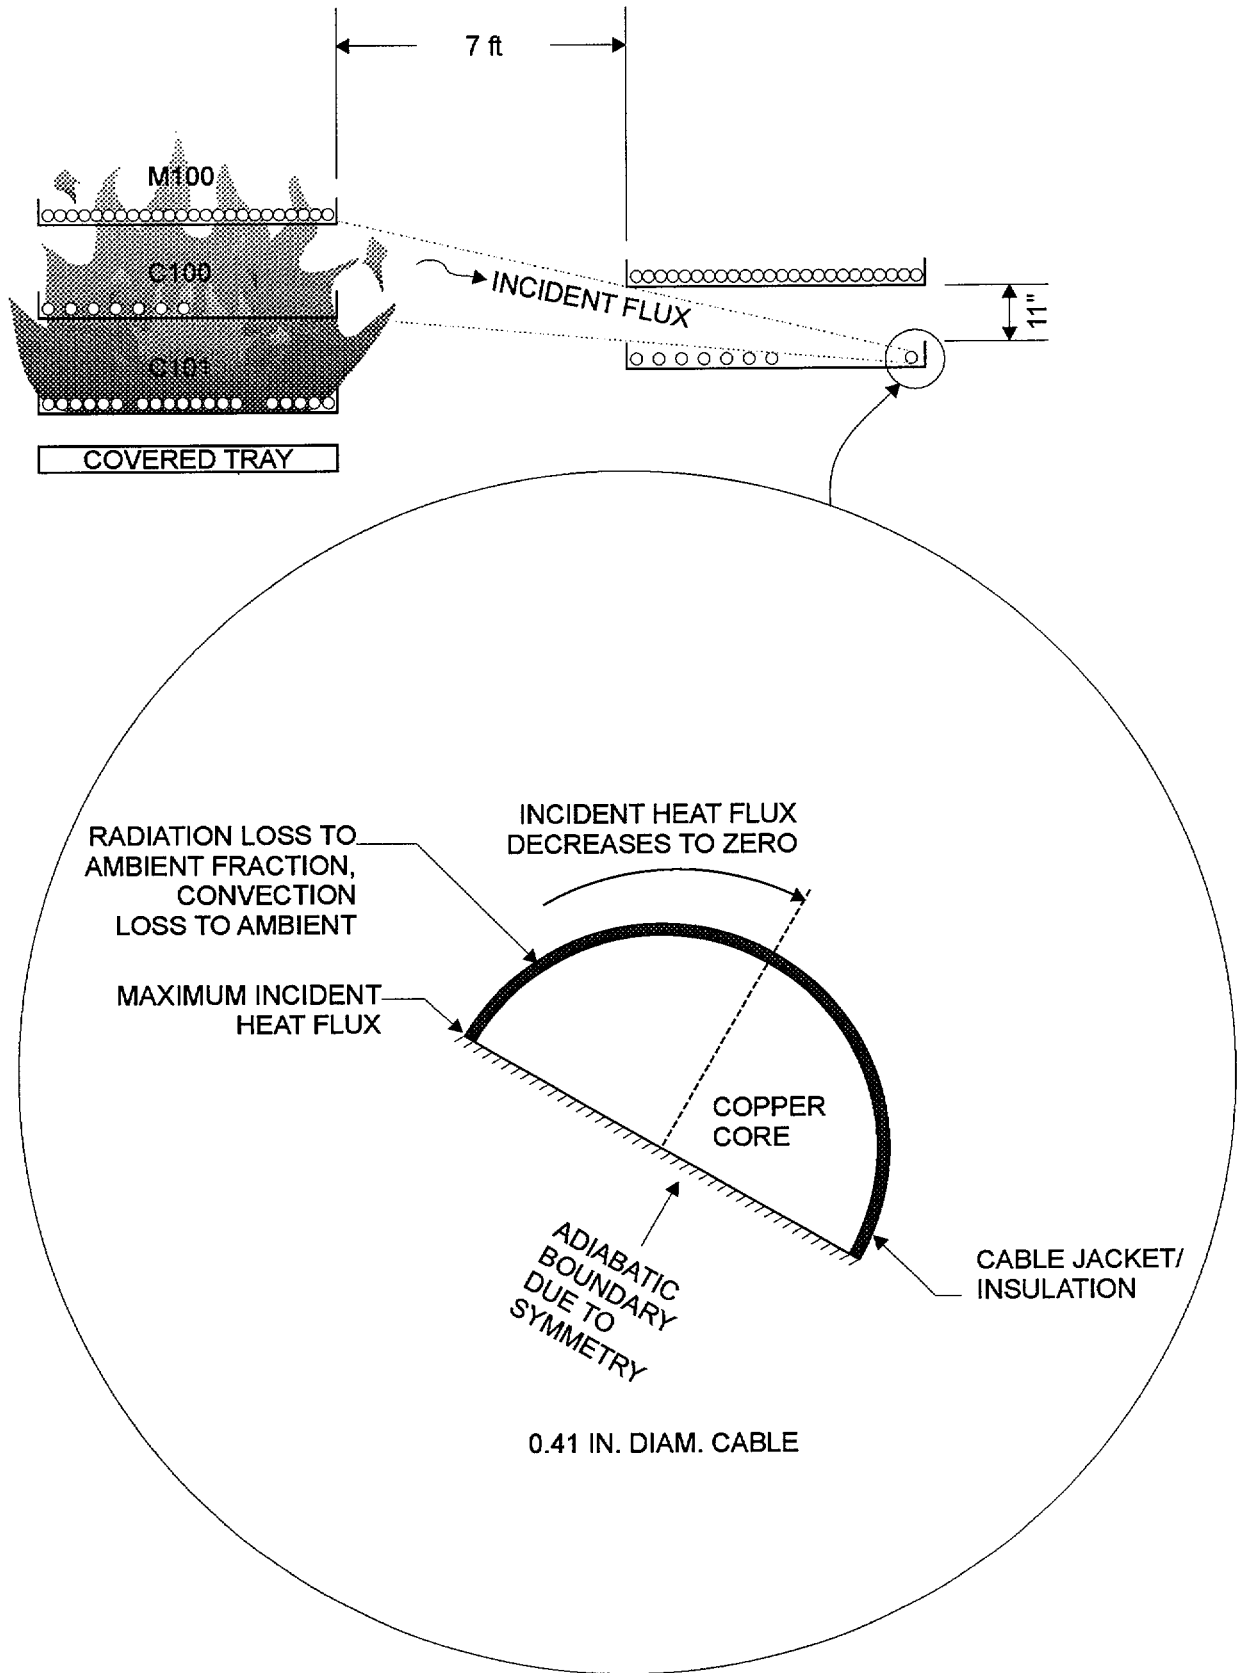 7 ft
M100
C100
INCIDENT FLUX
11"
C101
COVERED TRAY
INCIDENT HEAT FLUX
DECREASES TO ZERO
RADIATION LOSS TO
AMBIENT FRACTION,
CONVECTION
LOSS TO AMBIENT
MAXIMUM INCIDENT
HEAT FLUX
COPPER
CORE
ADIABATIC
BOUNDARY
DUE TO
SYMMETRY
CABLE JACKET/
INSULATION
0.41 IN. DIAM. CABLE